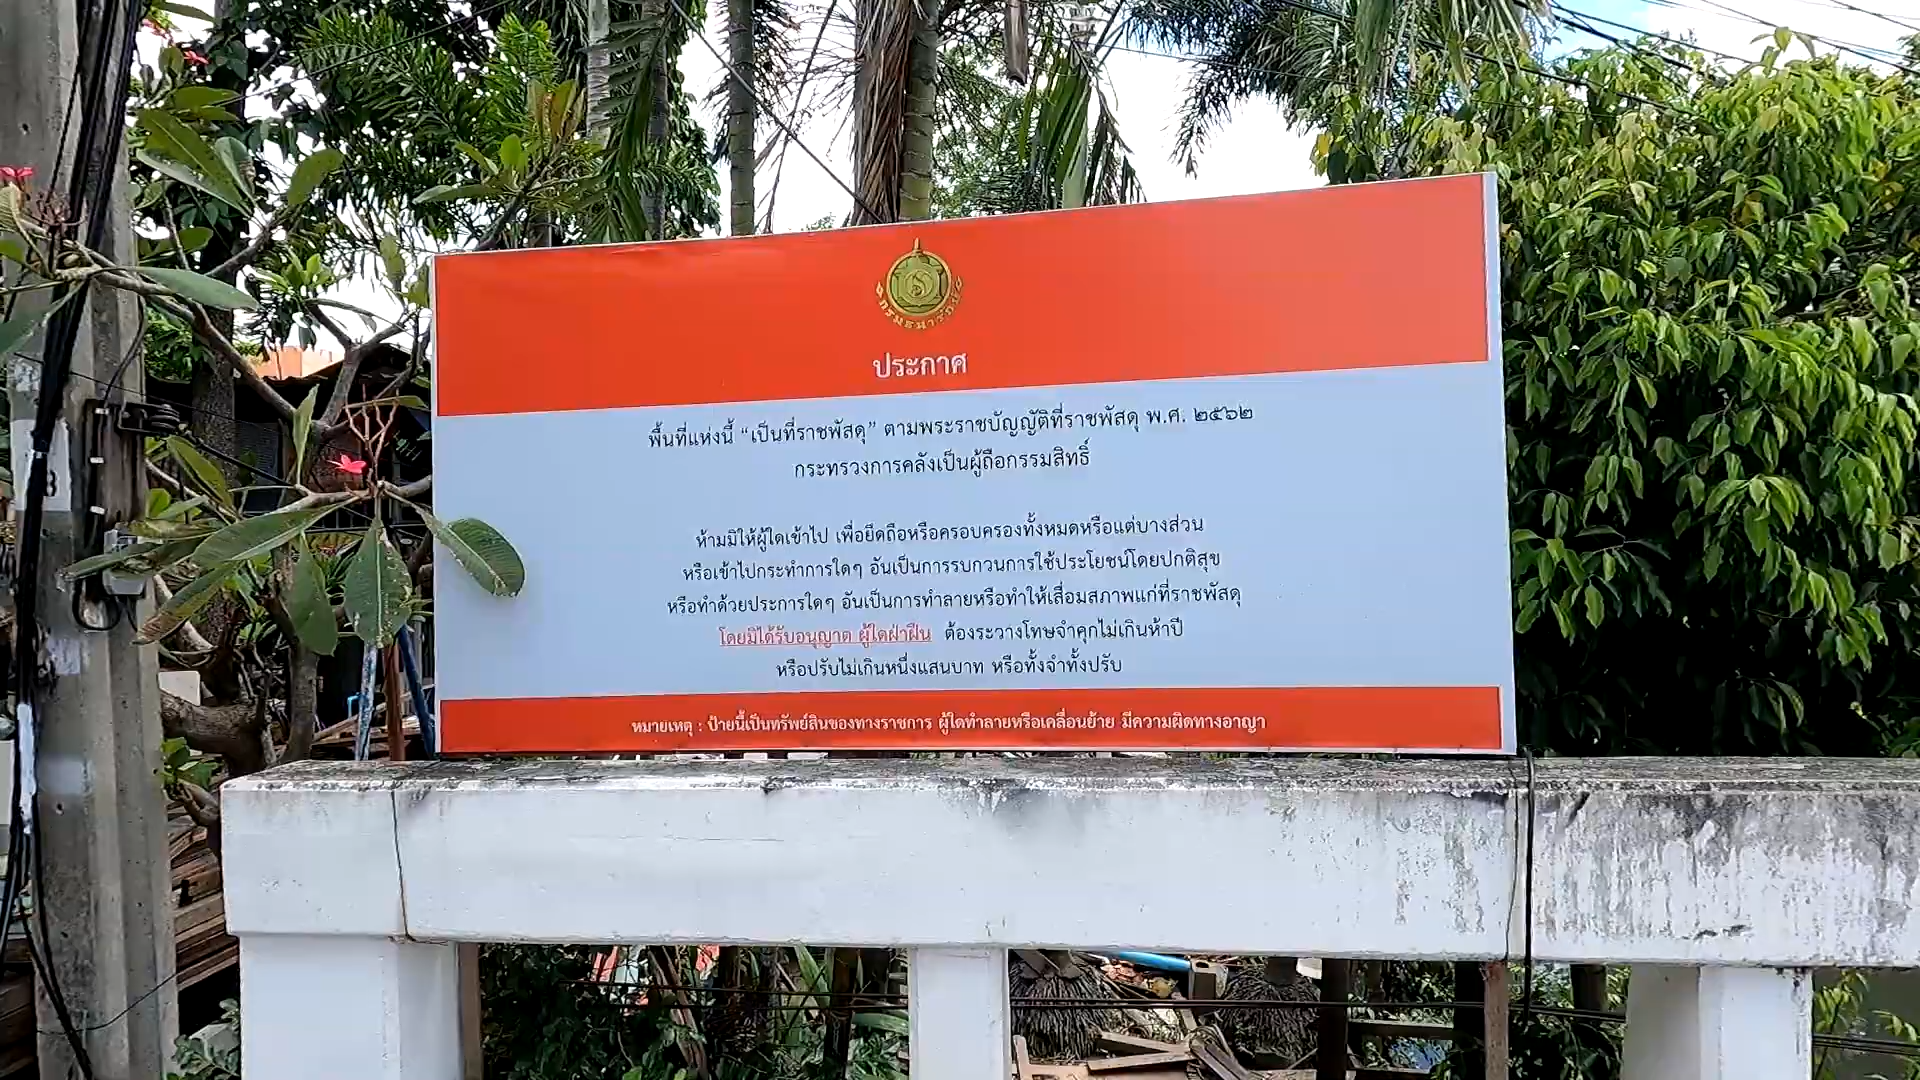 กรมธนารักษ์
ประกาศ
พื้นที่แห่งนี้ “เป็นที่ราชพัสดุ” ตามพระราชบัญญัติที่ราชพัสดุ พ.ศ. ๒๕๖๒
กระทรวงการคลังเป็นผู้ถือกรรมสิทธิ์
ห้ามมิให้ผู้ใดเข้าไป เพื่อยึดถือหรือครอบครองทั้งหมดหรือแต่บางส่วน
หรือเข้าไปกระทำการใดๆ อันเป็นการรบกวนการใช้ประโยชน์โดยปกติสุข
หรือทำด้วยประการใดๆ อันเป็นการทำลายหรือทำให้เสื่อมสภาพแก่ที่ราชพัสดุ
โดยมิได้รับอนุญาต ผู้ใดฝ่าฝืน ต้องระวางโทษจำคุกไม่เกินห้าปี
หรือปรับไม่เกินหนึ่งแสนบาท หรือทั้งจำทั้งปรับ
หมายเหตุ : ป้ายนี้เป็นทรัพย์สินของทางราชการ ผู้ใดทำลายหรือเคลื่อนย้าย มีความผิดทางอาญา